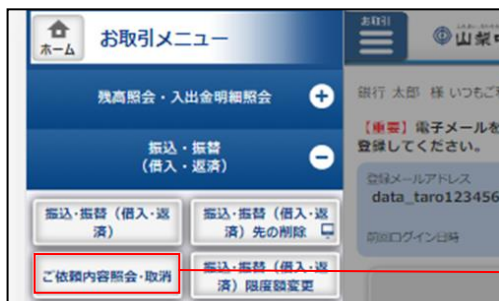 ホーム
お取引メニュー
残高照会・入出金明細照会
振込・振替
（借入・返済）
振込・振替（借入・返
済）
振込・振替（借入・返
済）先の削除
ご依頼内容照会・取消
振込・振替（借入・返
済）限度額変更
お取引
山梨
銀行 太郎 様 いつもご
【重要】電子メールを
登録してください。
登録メールアドレス
data_taro123456
前回ログイン日時